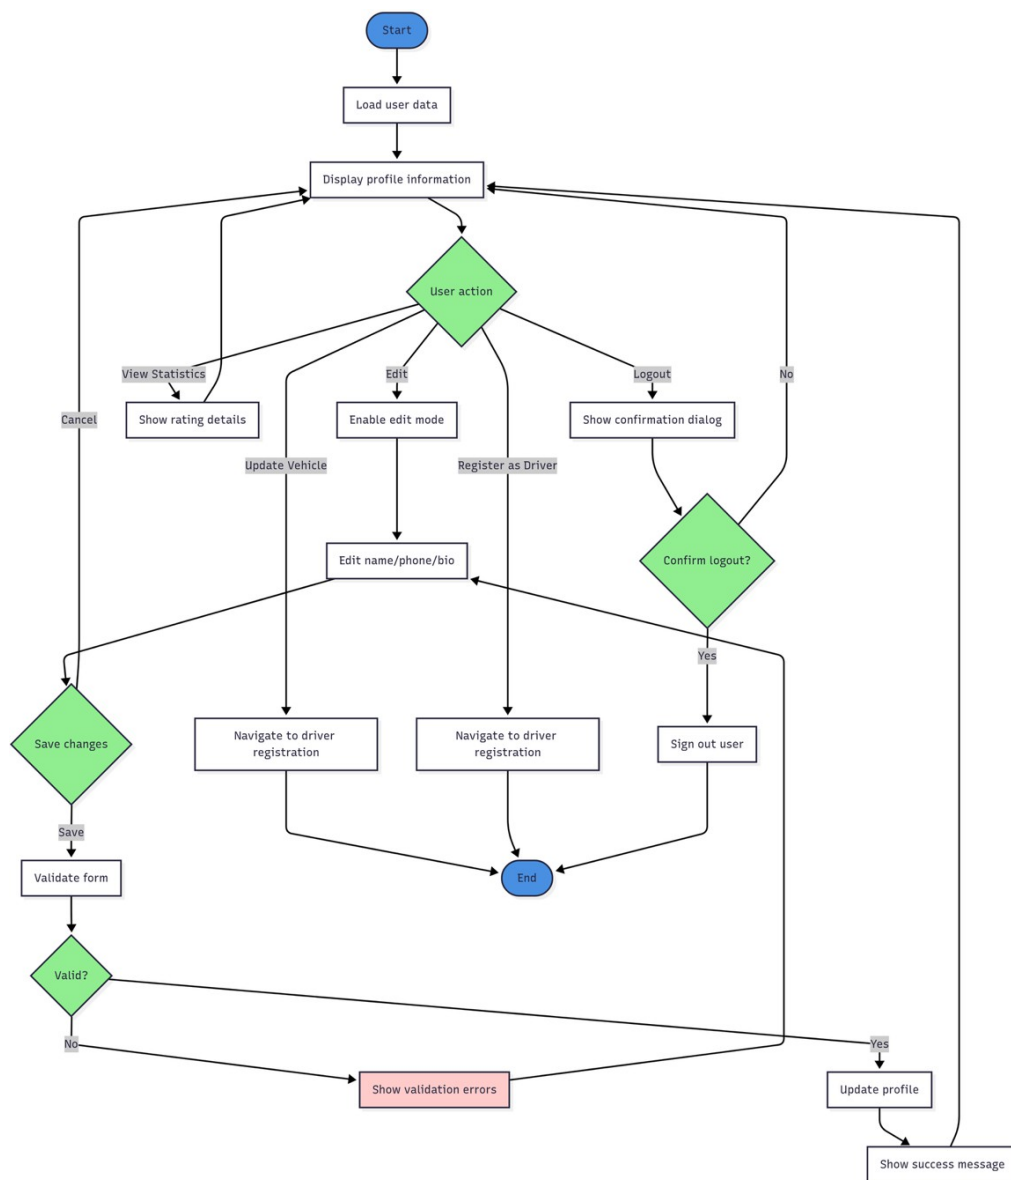 Start
Load user data
Display profile information
User action
View Statistics
Edit
Logout
No
Show rating details
Enable edit mode
Show confirmation dialog
Cancel
Update Vehicle
Register as Driver
Edit name/phone/bio
Confirm logout?
Yes
Save changes
Navigate to driver
registration
Navigate to driver
registration
Sign out user
Save
Validate form
End
Valid?
No
Yes
Show validation errors
Update profile
Show success message